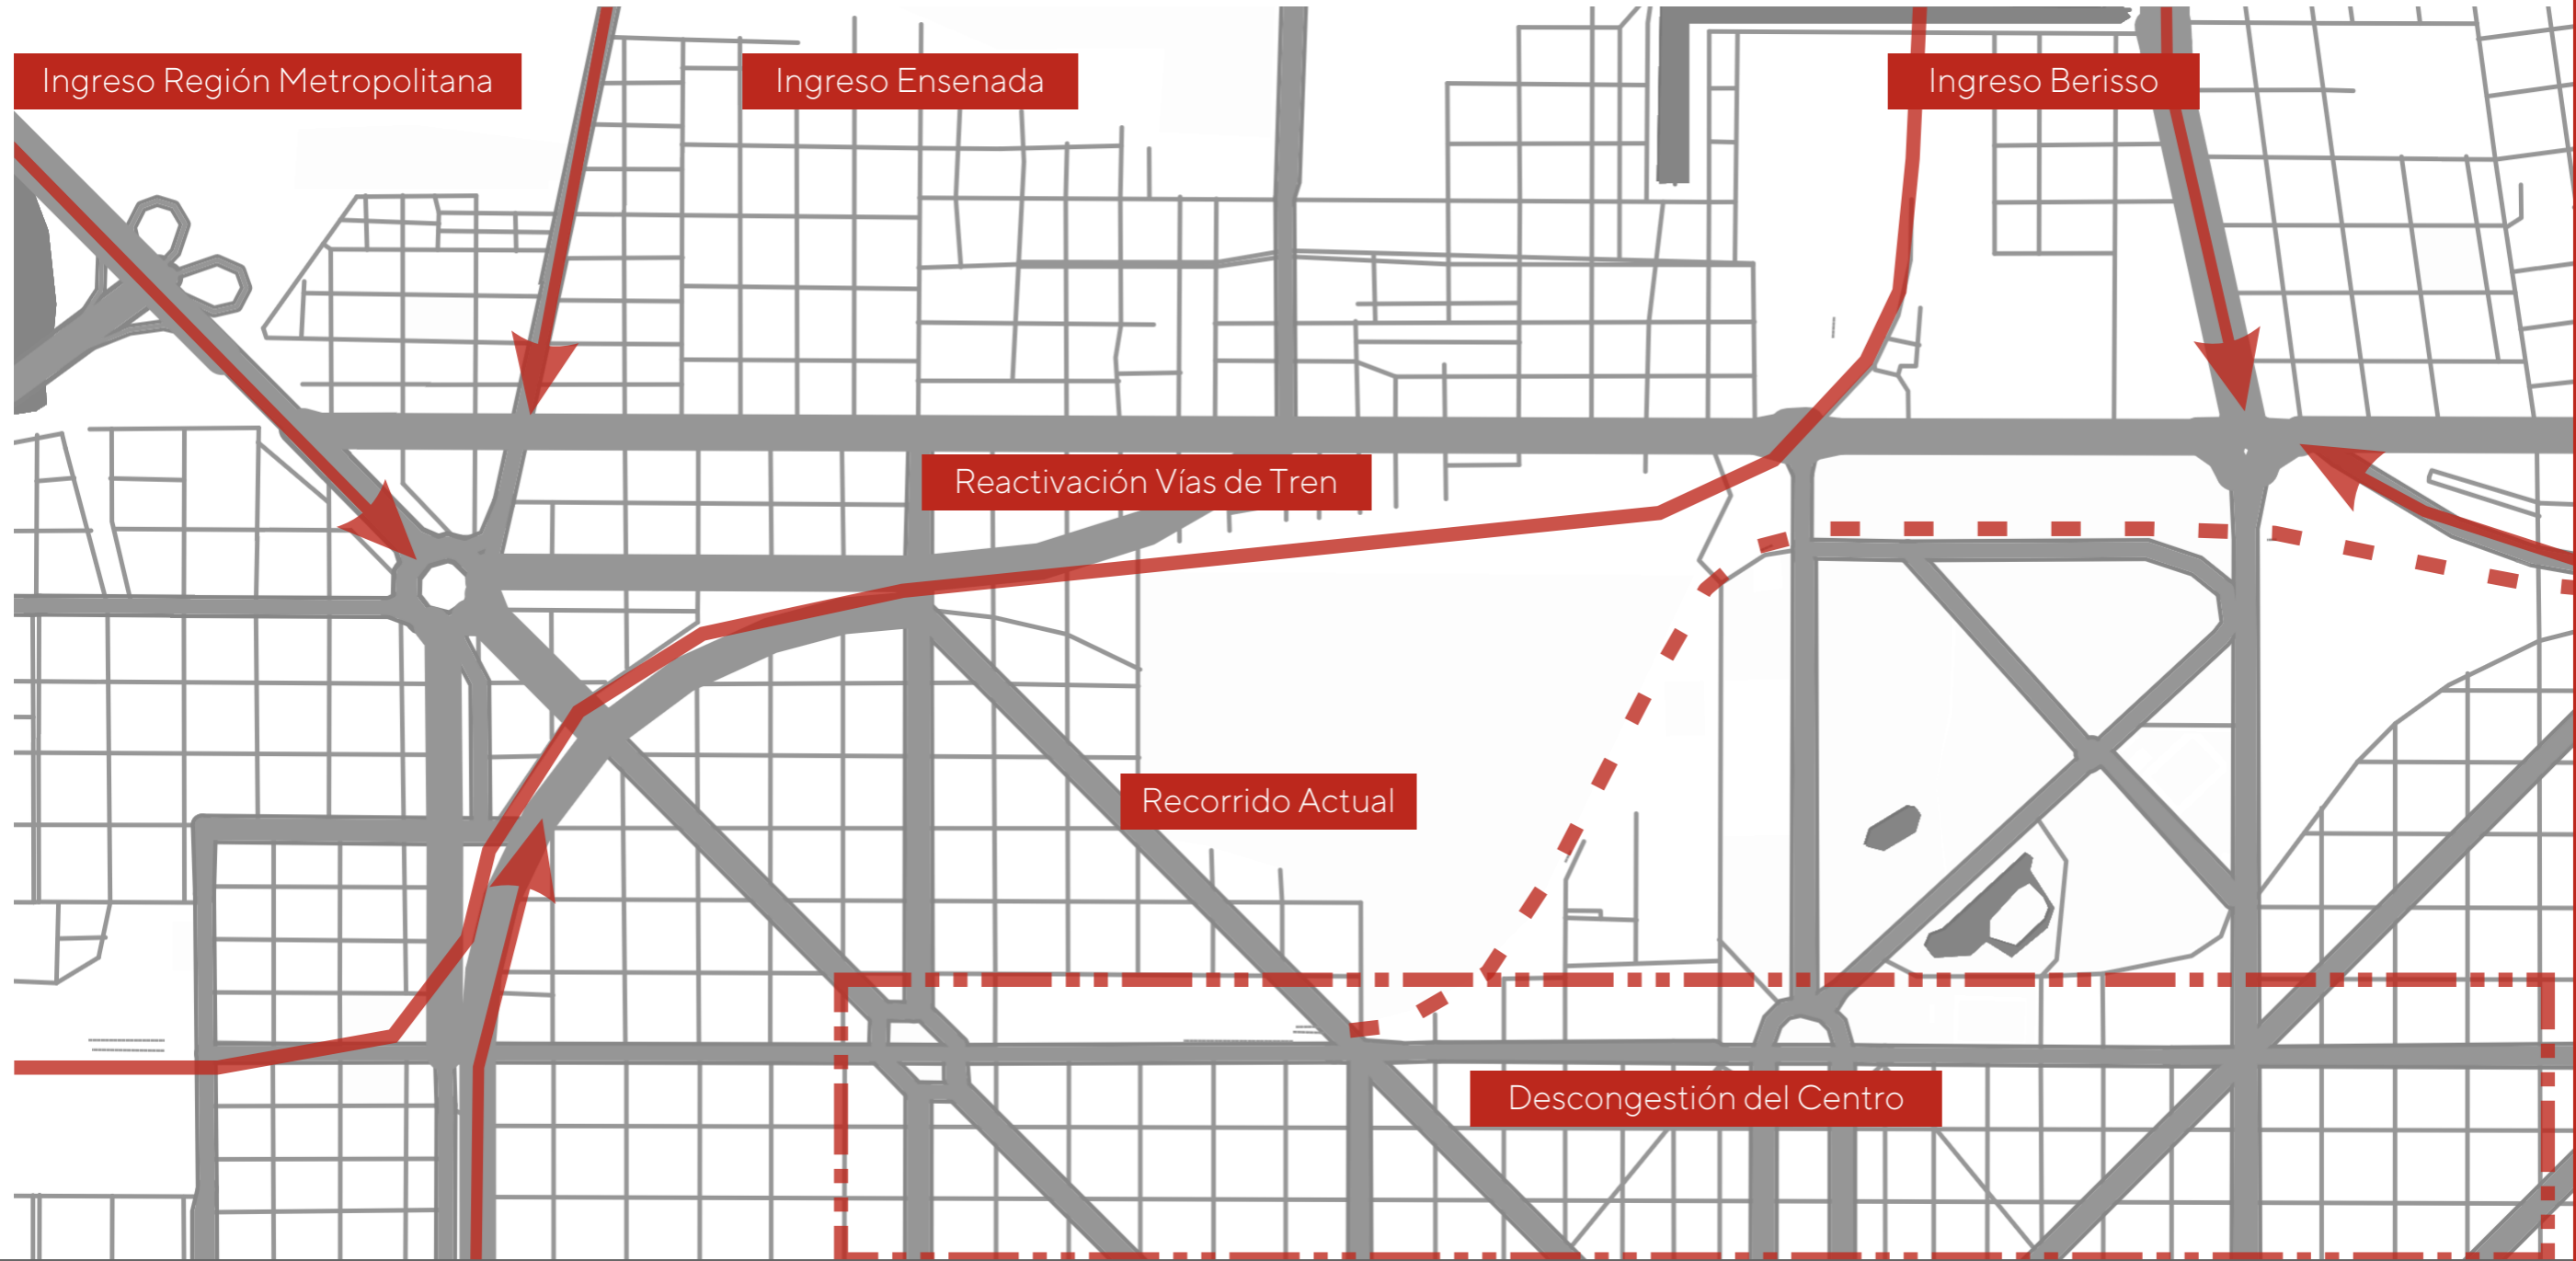 Ingreso Región Metropolitana
Ingreso Ensenada
Ingreso Berisso
Reactivación Vías de Tren
Recorrido Actual
Descongestión del Centro